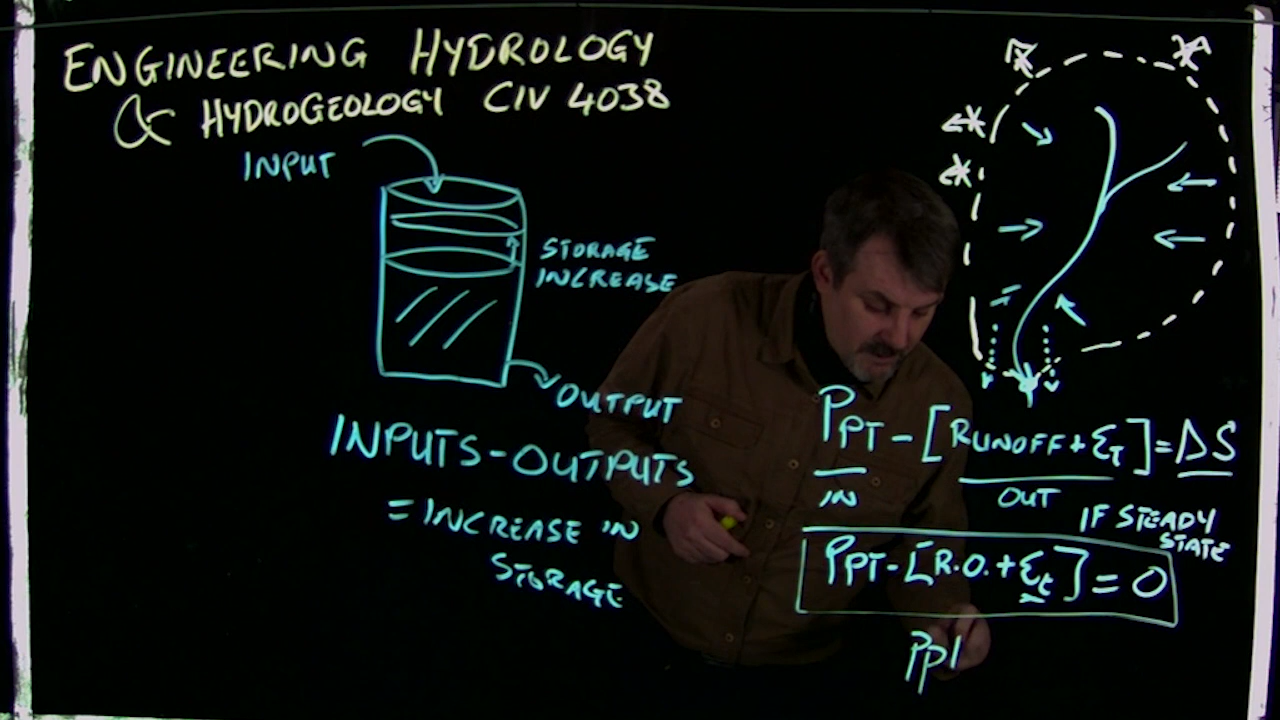 ENGINEERING HYDROLOGY
& HYDROGEOLOGY CIV 4038
INPUT
STORAGE
INCREASE
OUTPUT
INPUTS-OUTPUTS
= INCREASE IN
STORAGE
PPT - [RUNOFF + ET] = ΔS
IN
OUT
IF STEADY
STATE
PPT - [R.O. + Et] = 0
PPT